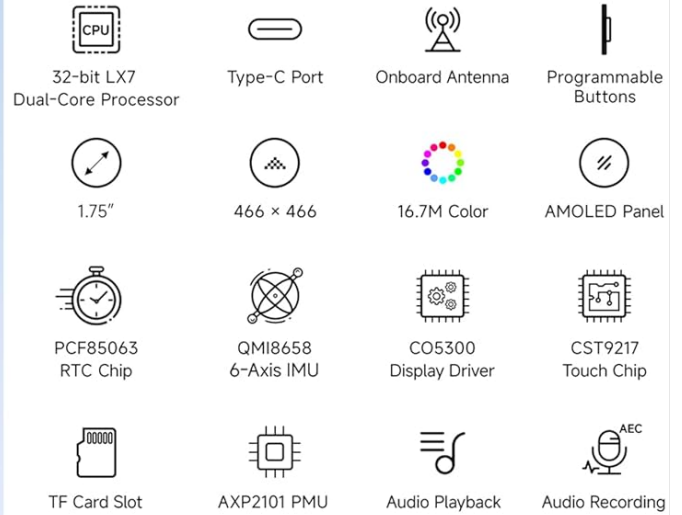 CPU
32-bit LX7
Dual-Core Processor
Type-C Port
Onboard Antenna
Programmable
Buttons
1.75″
466 × 466
16.7M Color
AMOLED Panel
PCF85063
RTC Chip
QMI8658
6-Axis IMU
CO5300
Display Driver
CST9217
Touch Chip
TF Card Slot
AXP2101 PMU
Audio Playback
AEC
Audio Recording